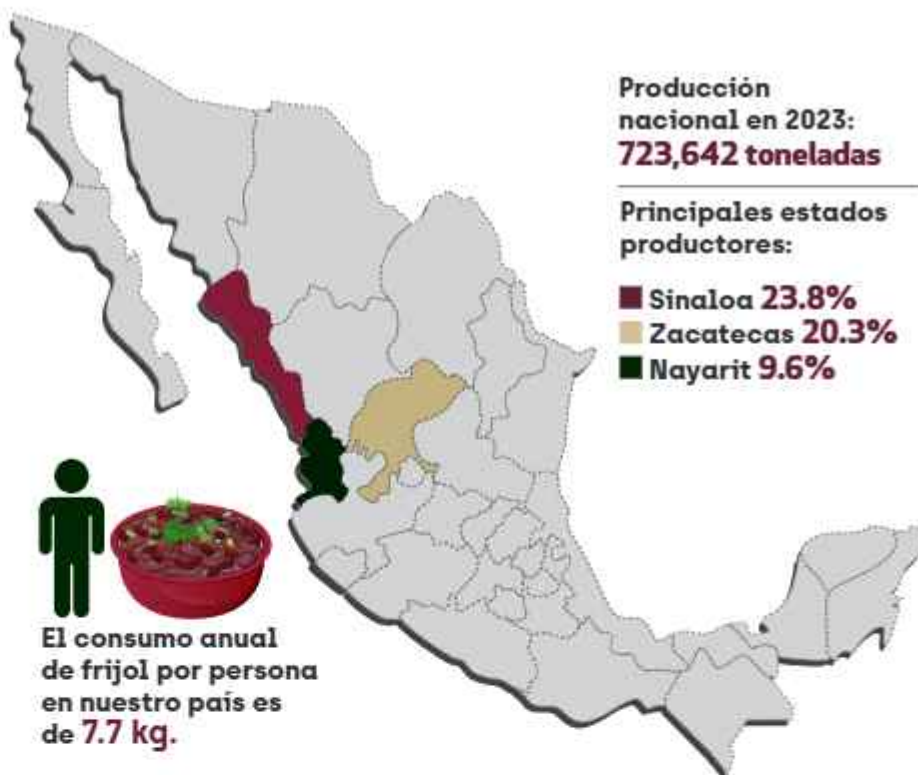 Producción
nacional en 2023:
723,642 toneladas
Principales estados
productores:
Sinaloa 23.8%
Zacatecas 20.3%
Nayarit 9.6%
El consumo anual
de frijol por persona
en nuestro país es
de 7.7 kg.